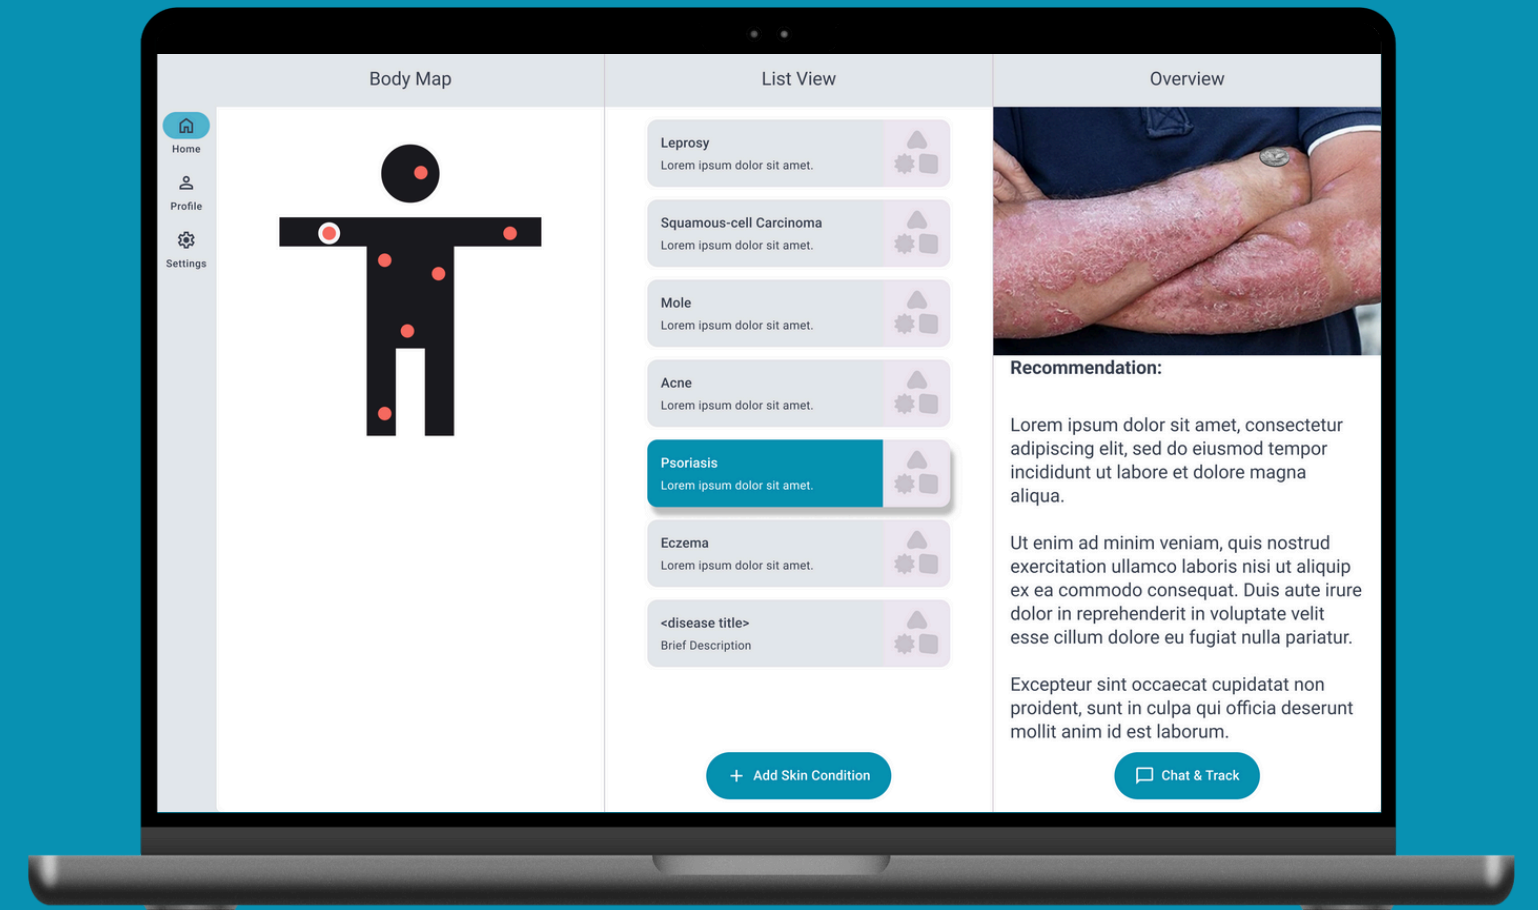 Body Map
List View
Overview
Home
Profile
Settings
Leprosy
Lorem ipsum dolor sit amet.
Squamous-cell Carcinoma
Lorem ipsum dolor sit amet.
Mole
Lorem ipsum dolor sit amet.
Acne
Lorem ipsum dolor sit amet.
Psoriasis
Lorem ipsum dolor sit amet.
Eczema
Lorem ipsum dolor sit amet.
<disease title>
Brief Description
+ Add Skin Condition
Recommendation:
Lorem ipsum dolor sit amet, consectetur
adipiscing elit, sed do eiusmod tempor
incididunt ut labore et dolore magna
aliqua.
Ut enim ad minim veniam, quis nostrud
exercitation ullamco laboris nisi ut aliquip
ex ea commodo consequat. Duis aute irure
dolor in reprehenderit in voluptate velit
esse cillum dolore eu fugiat nulla pariatur.
Excepteur sint occaecat cupidatat non
proident, sunt in culpa qui officia deserunt
mollit anim id est laborum.
Chat & Track